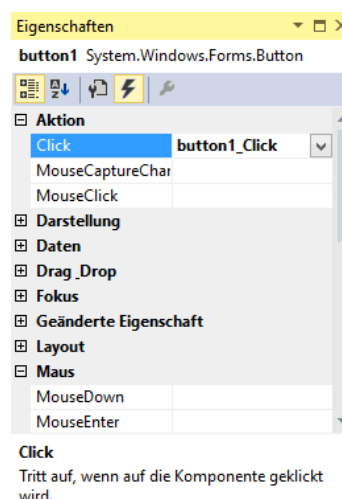 Eigenschaften
button1 System.Windows.Forms.Button
Aktion
Click button1_Click
MouseCaptureChar
MouseClick
Darstellung
Daten
Drag_Drop
Fokus
Geänderte Eigenschaft
Layout
Maus
MouseDown
MouseEnter
Click
Tritt auf, wenn auf die Komponente geklickt
wird.